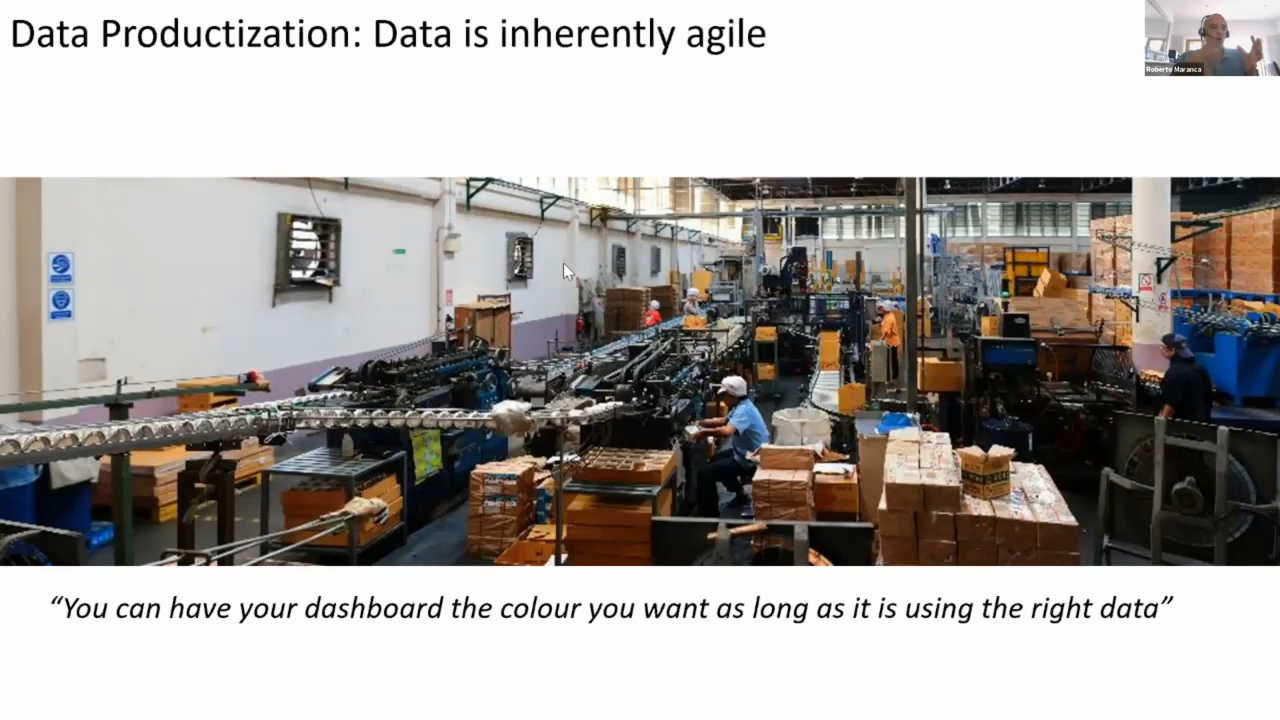 Data Productization: Data is inherently agile
Roberto Maranca
“You can have your dashboard the colour you want as long as it is using the right data”